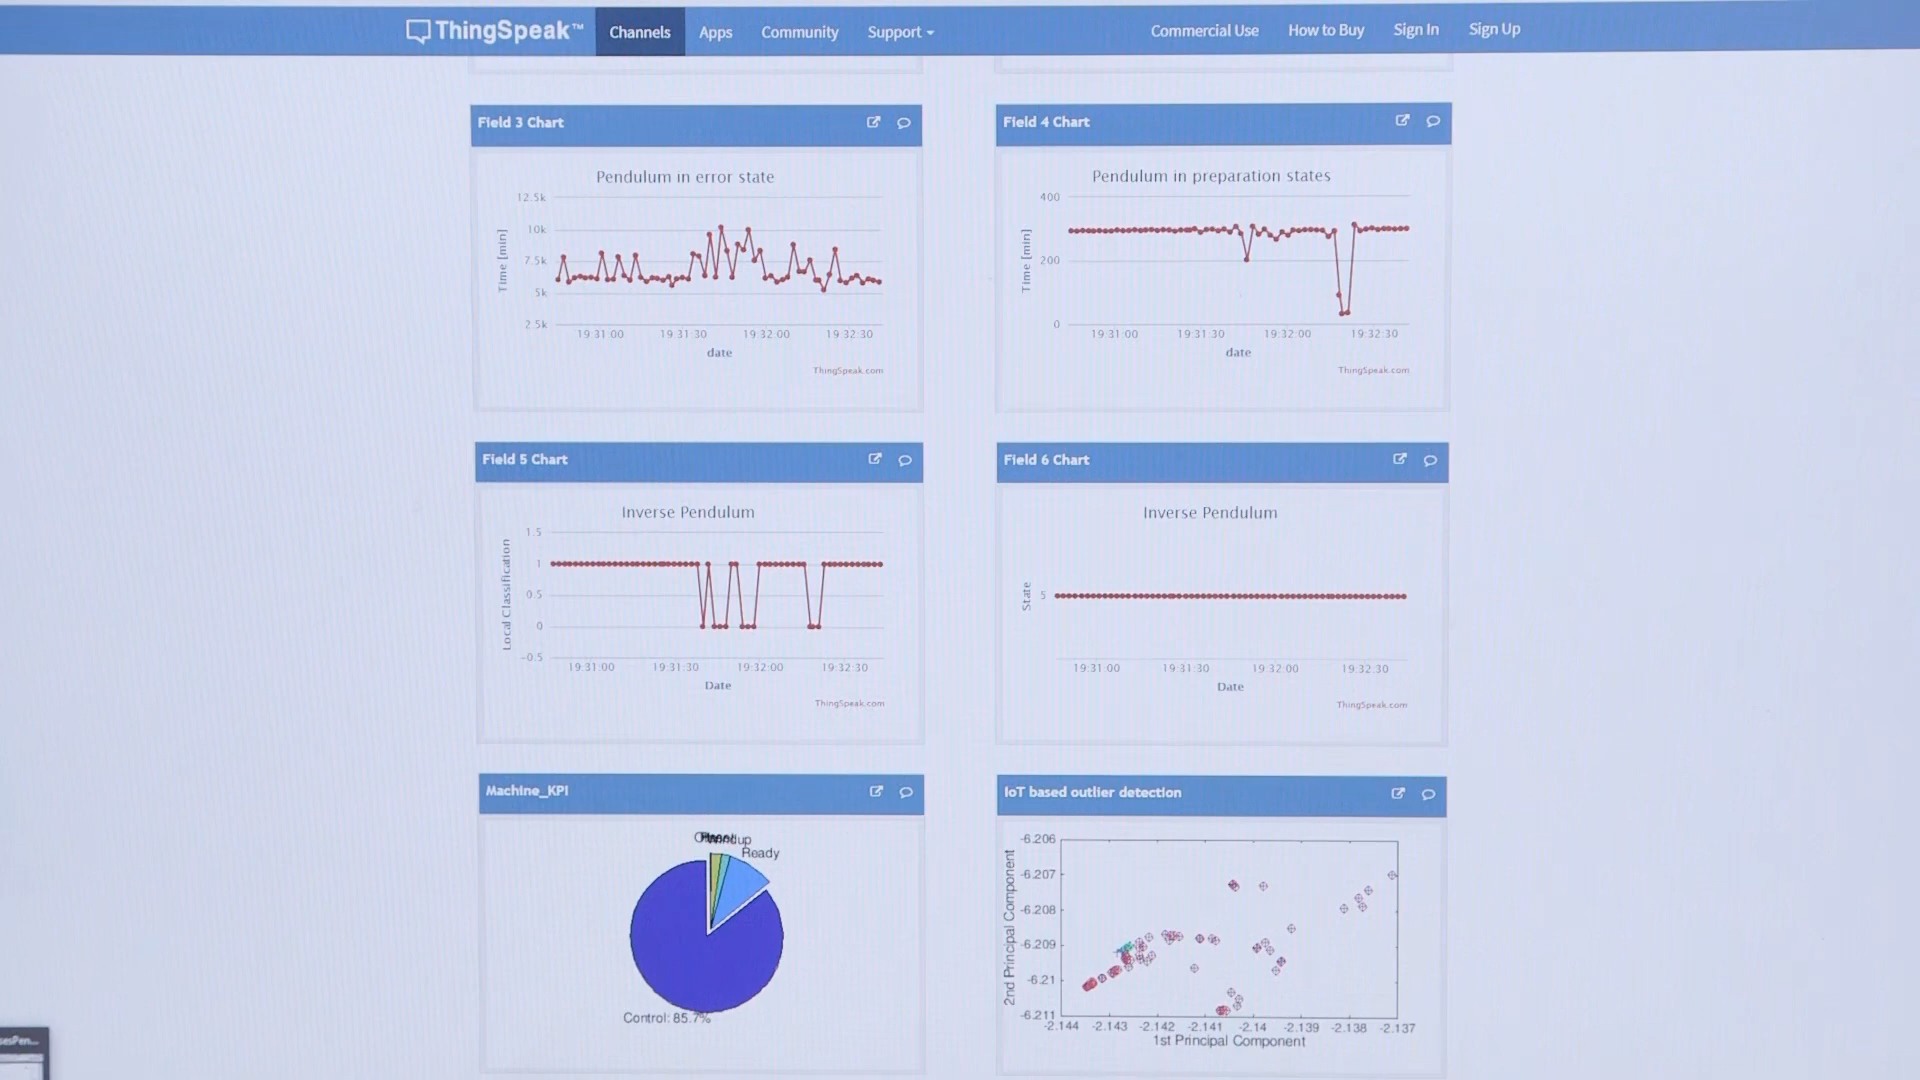 ThingSpeak™ Channels Apps Community Support Commercial Use How to Buy Sign In Sign Up
Field 3 Chart
Pendulum in error state
Time [min]
12.5k
10k
7.5k
5k
2.5k
19:31:00 19:31:30 19:32:00 19:32:30
date
ThingSpeak.com
Field 4 Chart
Pendulum in preparation states
Time [min]
400
200
0
19:31:00 19:31:30 19:32:00 19:32:30
date
ThingSpeak.com
Field 5 Chart
Inverse Pendulum
Local Classification
1.5
1
0.5
0
-0.5
19:31:00 19:31:30 19:32:00 19:32:30
Date
ThingSpeak.com
Field 6 Chart
Inverse Pendulum
State
5
19:31:00 19:31:30 19:32:00 19:32:30
Date
ThingSpeak.com
Machine_KPI
Ready
Control: 85.7%
IoT based outlier detection
2nd Principal Component
-6.206
-6.207
-6.208
-6.209
-6.21
-6.211
-2.144 -2.143 -2.142 -2.141 -2.14 -2.139 -2.138 -2.137
1st Principal Component